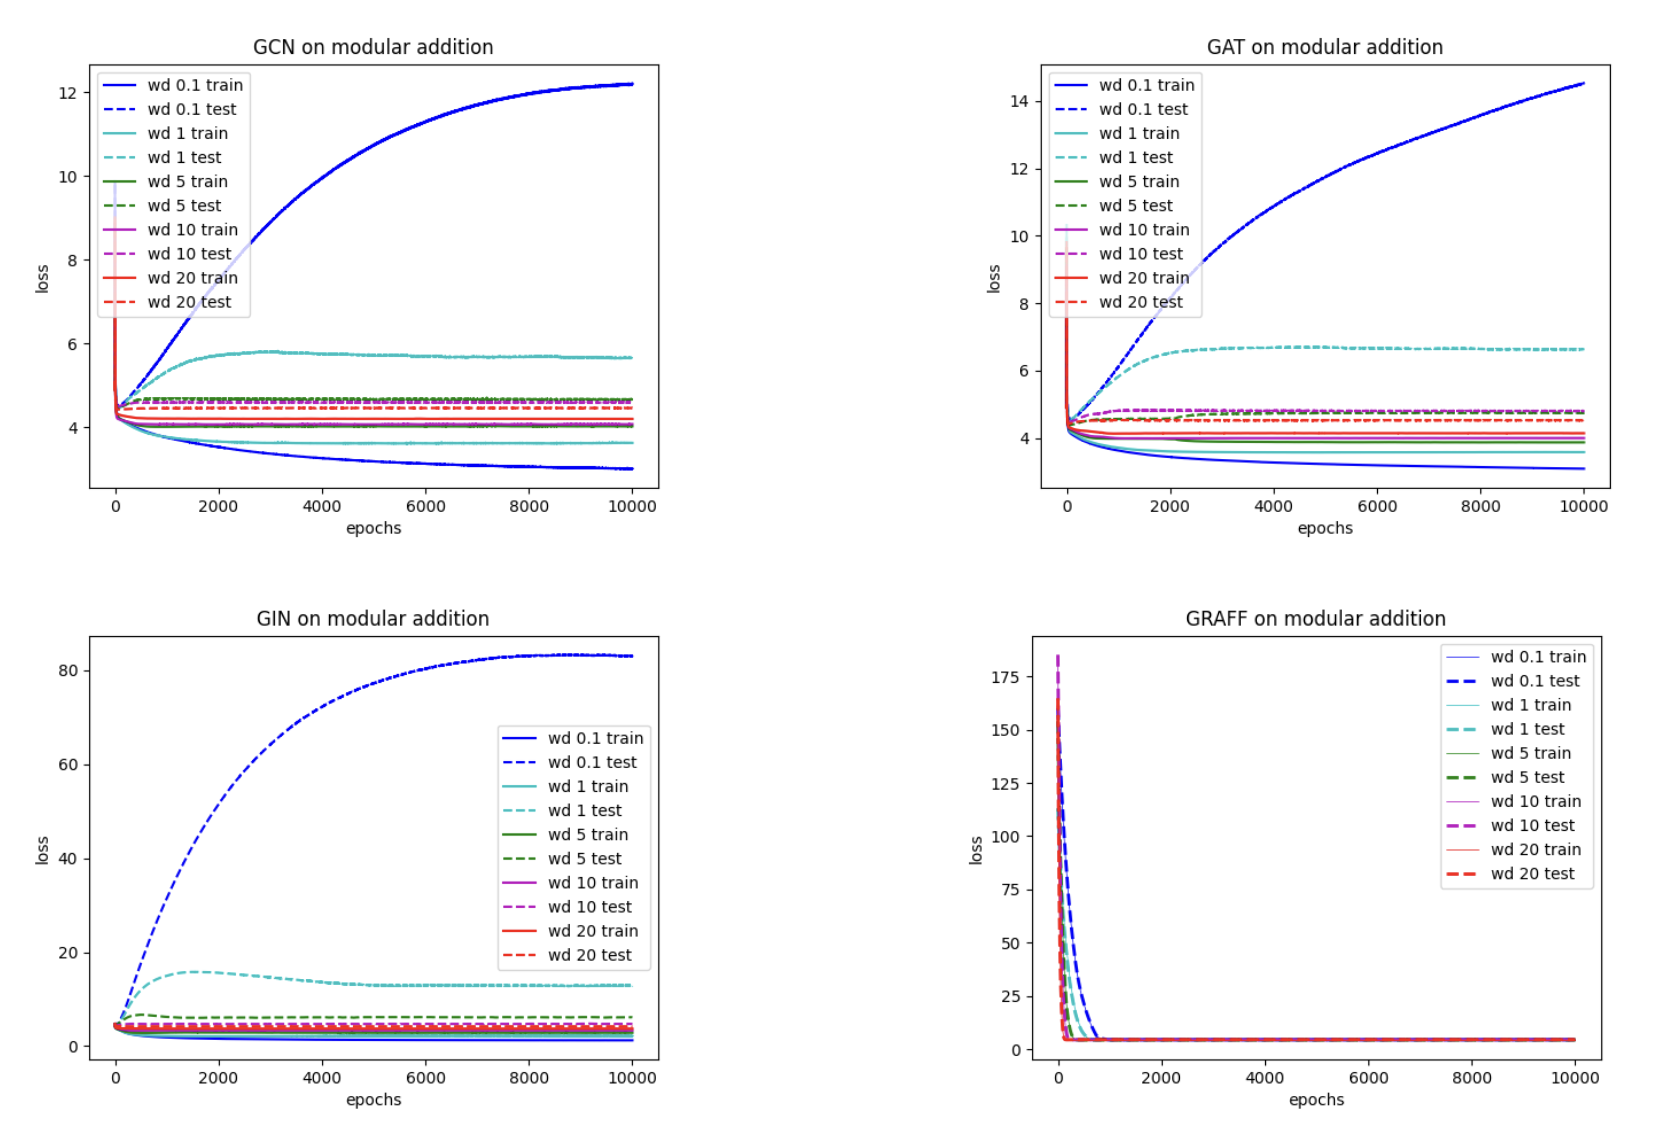 GCN on modular addition
12
10
8
6
4
loss
wd 0.1 train
wd 0.1 test
wd 1 train
wd 1 test
wd 5 train
wd 5 test
wd 10 train
wd 10 test
wd 20 train
wd 20 test
0 2000 4000 6000 8000 10000
epochs
GAT on modular addition
14
12
10
8
6
4
loss
wd 0.1 train
wd 0.1 test
wd 1 train
wd 1 test
wd 5 train
wd 5 test
wd 10 train
wd 10 test
wd 20 train
wd 20 test
0 2000 4000 6000 8000 10000
epochs
GIN on modular addition
80
60
40
20
0
loss
wd 0.1 train
wd 0.1 test
wd 1 train
wd 1 test
wd 5 train
wd 5 test
wd 10 train
wd 10 test
wd 20 train
wd 20 test
0 2000 4000 6000 8000 10000
epochs
GRAFF on modular addition
175
150
125
100
75
50
25
0
loss
wd 0.1 train
wd 0.1 test
wd 1 train
wd 1 test
wd 5 train
wd 5 test
wd 10 train
wd 10 test
wd 20 train
wd 20 test
0 2000 4000 6000 8000 10000
epochs